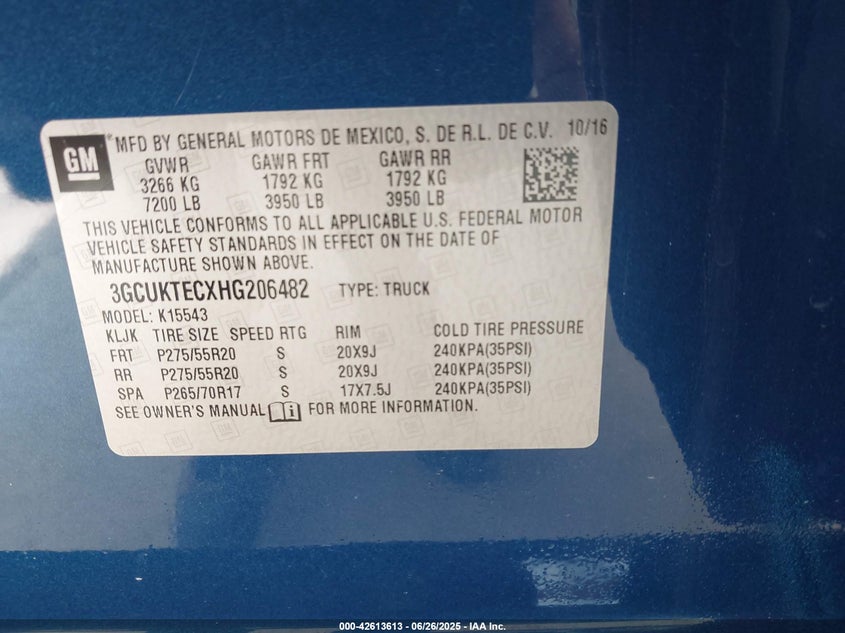 GM
*MFD BY GENERAL MOTORS DE MEXICO, S. DE R.L. DE C.V. 10/16
GVWR GAWR FRT GAWR RR
3266 KG 1792 KG 1792 KG
7200 LB 3950 LB 3950 LB
THIS VEHICLE CONFORMS TO ALL APPLICABLE U.S. FEDERAL MOTOR
VEHICLE SAFETY STANDARDS IN EFFECT ON THE DATE OF
MANUFACTURE SHOWN ABOVE.
3GCUKTECXHG206482 TYPE: TRUCK
MODEL: K15543
KLJK TIRE SIZE SPEED RTG RIM COLD TIRE PRESSURE
FRT P275/55R20 S 20X9J 240KPA(35PSI)
RR P275/55R20 S 20X9J 240KPA(35PSI)
SPA P265/70R17 S 17X7.5J 240KPA(35PSI)
SEE OWNER'S MANUAL i FOR MORE INFORMATION.
000-42613613 - 06/26/2025 - IAA Inc.